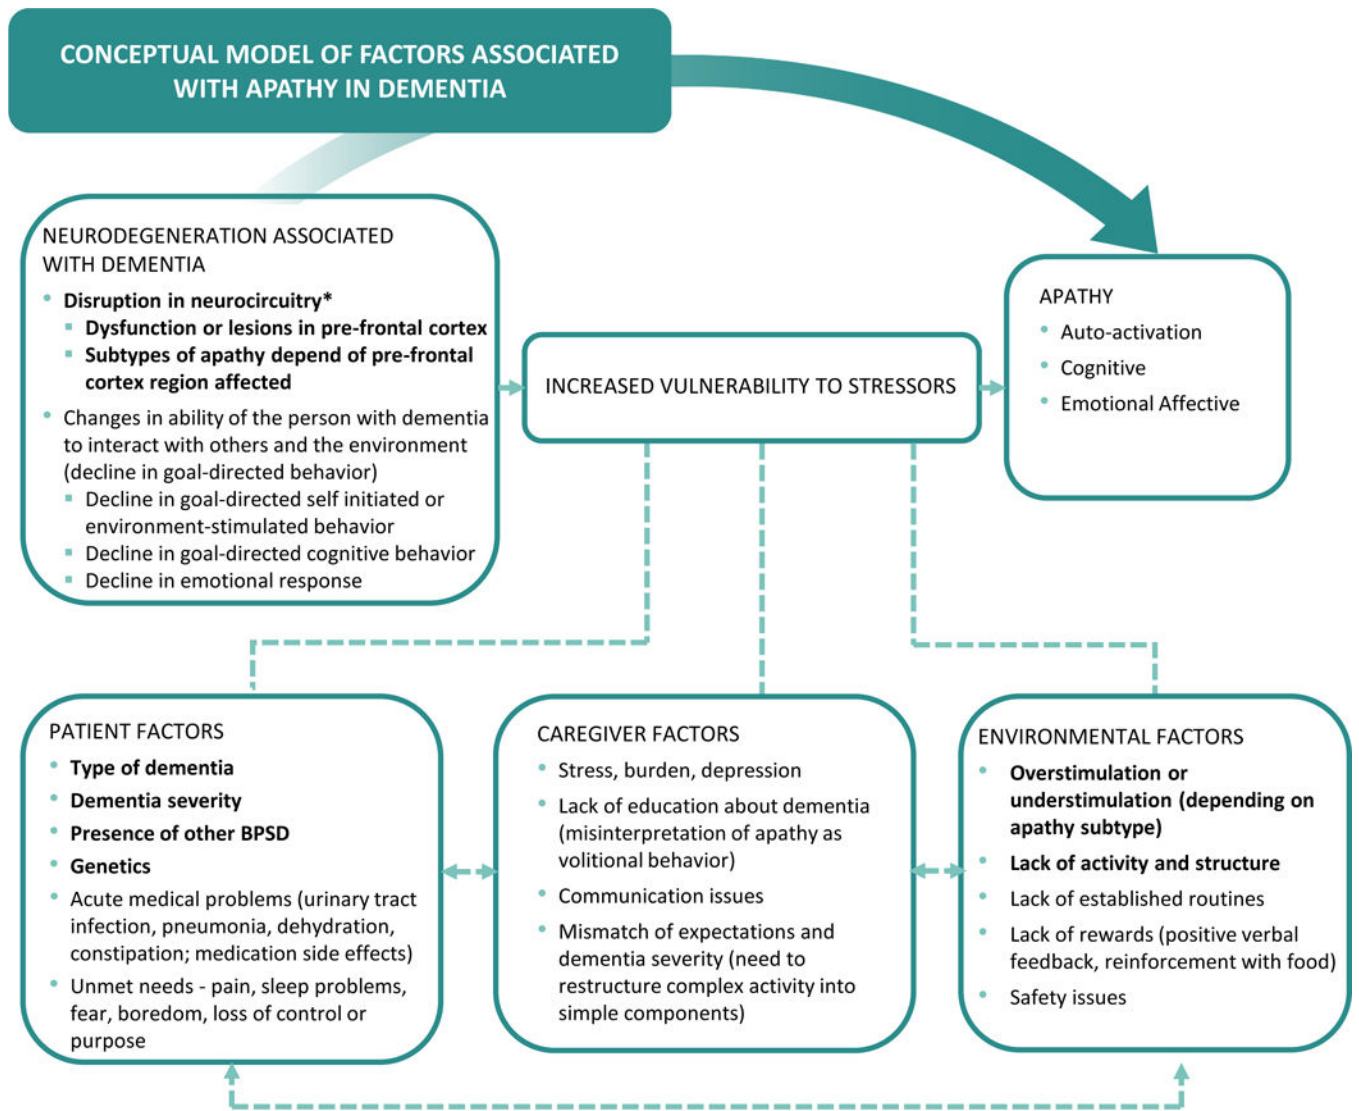 CONCEPTUAL MODEL OF FACTORS ASSOCIATED
WITH APATHY IN DEMENTIA
NEURODEGENERATION ASSOCIATED
WITH DEMENTIA
• Disruption in neurocircuitry*
▪ Dysfunction or lesions in pre-frontal cortex
▪ Subtypes of apathy depend of pre-frontal
cortex region affected
• Changes in ability of the person with dementia
to interact with others and the environment
(decline in goal-directed behavior)
▪ Decline in goal-directed self initiated or
environment-stimulated behavior
▪ Decline in goal-directed cognitive behavior
▪ Decline in emotional response
INCREASED VULNERABILITY TO STRESSORS
APATHY
• Auto-activation
• Cognitive
• Emotional Affective
PATIENT FACTORS
• Type of dementia
• Dementia severity
• Presence of other BPSD
• Genetics
• Acute medical problems (urinary tract
infection, pneumonia, dehydration,
constipation; medication side effects)
• Unmet needs - pain, sleep problems,
fear, boredom, loss of control or
purpose
CAREGIVER FACTORS
• Stress, burden, depression
• Lack of education about dementia
(misinterpretation of apathy as
volitional behavior)
• Communication issues
• Mismatch of expectations and
dementia severity (need to
restructure complex activity into
simple components)
ENVIRONMENTAL FACTORS
• Overstimulation or
understimulation (depending on
apathy subtype)
• Lack of activity and structure
• Lack of established routines
• Lack of rewards (positive verbal
feedback, reinforcement with food)
• Safety issues